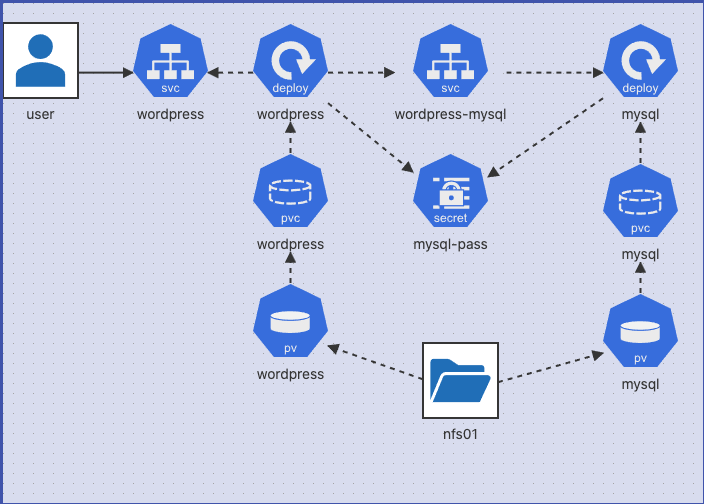 svc
deploy
svc
deploy
user
wordpress
wordpress
wordpress-mysql
mysql
pvc
secret
pvc
wordpress
mysql-pass
mysql
pv
pv
wordpress
mysql
nfs01